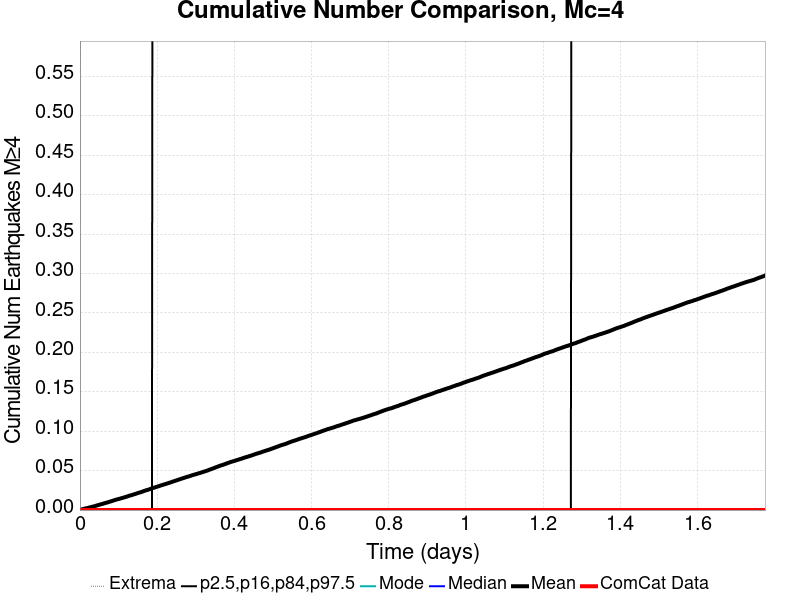 Cumulative Number Comparison, Mc=4
Cumulative Num Earthquakes M≥4
0.55
0.50
0.45
0.40
0.35
0.30
0.25
0.20
0.15
0.10
0.05
0.00
0 0.2 0.4 0.6 0.8 1 1.2 1.4 1.6
Time (days)
Extrema p2.5,p16,p84,p97.5 Mode Median Mean ComCat Data